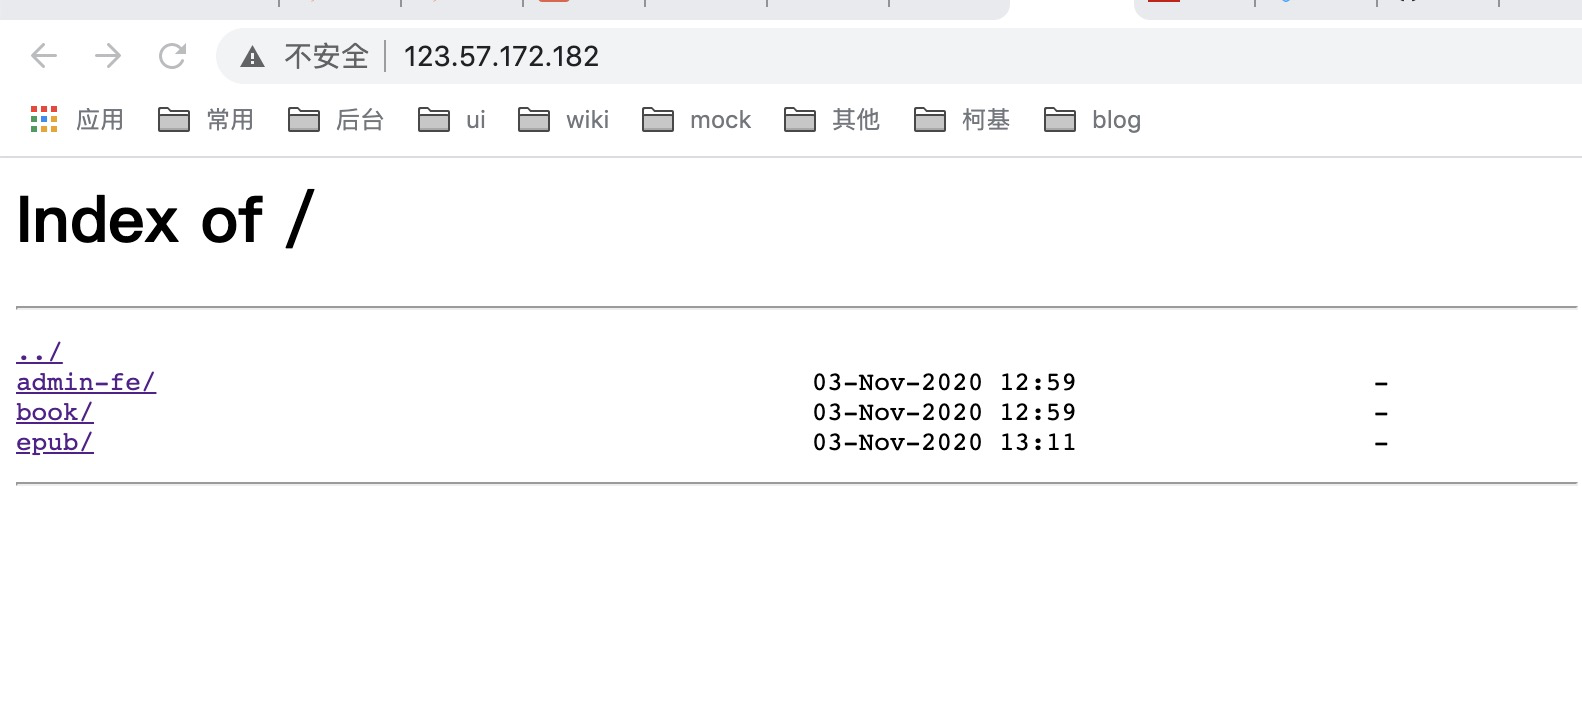 不安全 123.57.172.182
应用 常用 后台 ui wiki mock 其他 柯基 blog
Index of /
../
admin-fe/ 03-Nov-2020 12:59 -
book/ 03-Nov-2020 12:59 -
epub/ 03-Nov-2020 13:11 -